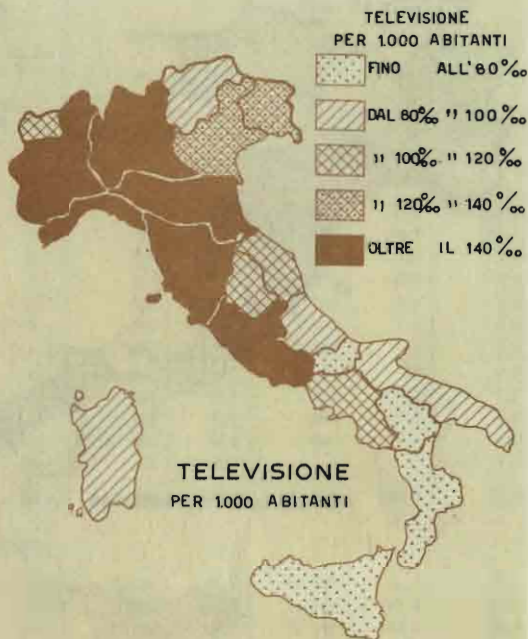 TELEVISIONE
PER 1.000 ABITANTI
FINO ALL'80‰
DAL 80‰ " 100‰
" 100‰ " 120‰
" 120‰ " 140‰
OLTRE IL 140‰
TELEVISIONE
PER 1.000 ABITANTI